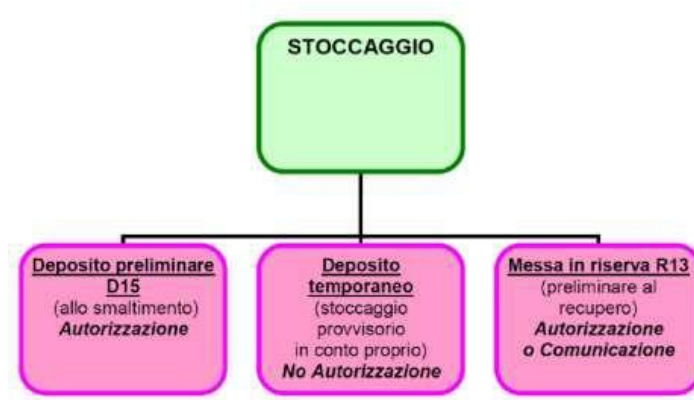 STOCCAGGIO
Deposito preliminare
D15
(allo smaltimento)
Autorizzazione
Deposito
temporaneo
(stoccaggio
provvisorio
in conto proprio)
No Autorizzazione
Messa in riserva R13
(preliminare al
recupero)
Autorizzazione
o Comunicazione